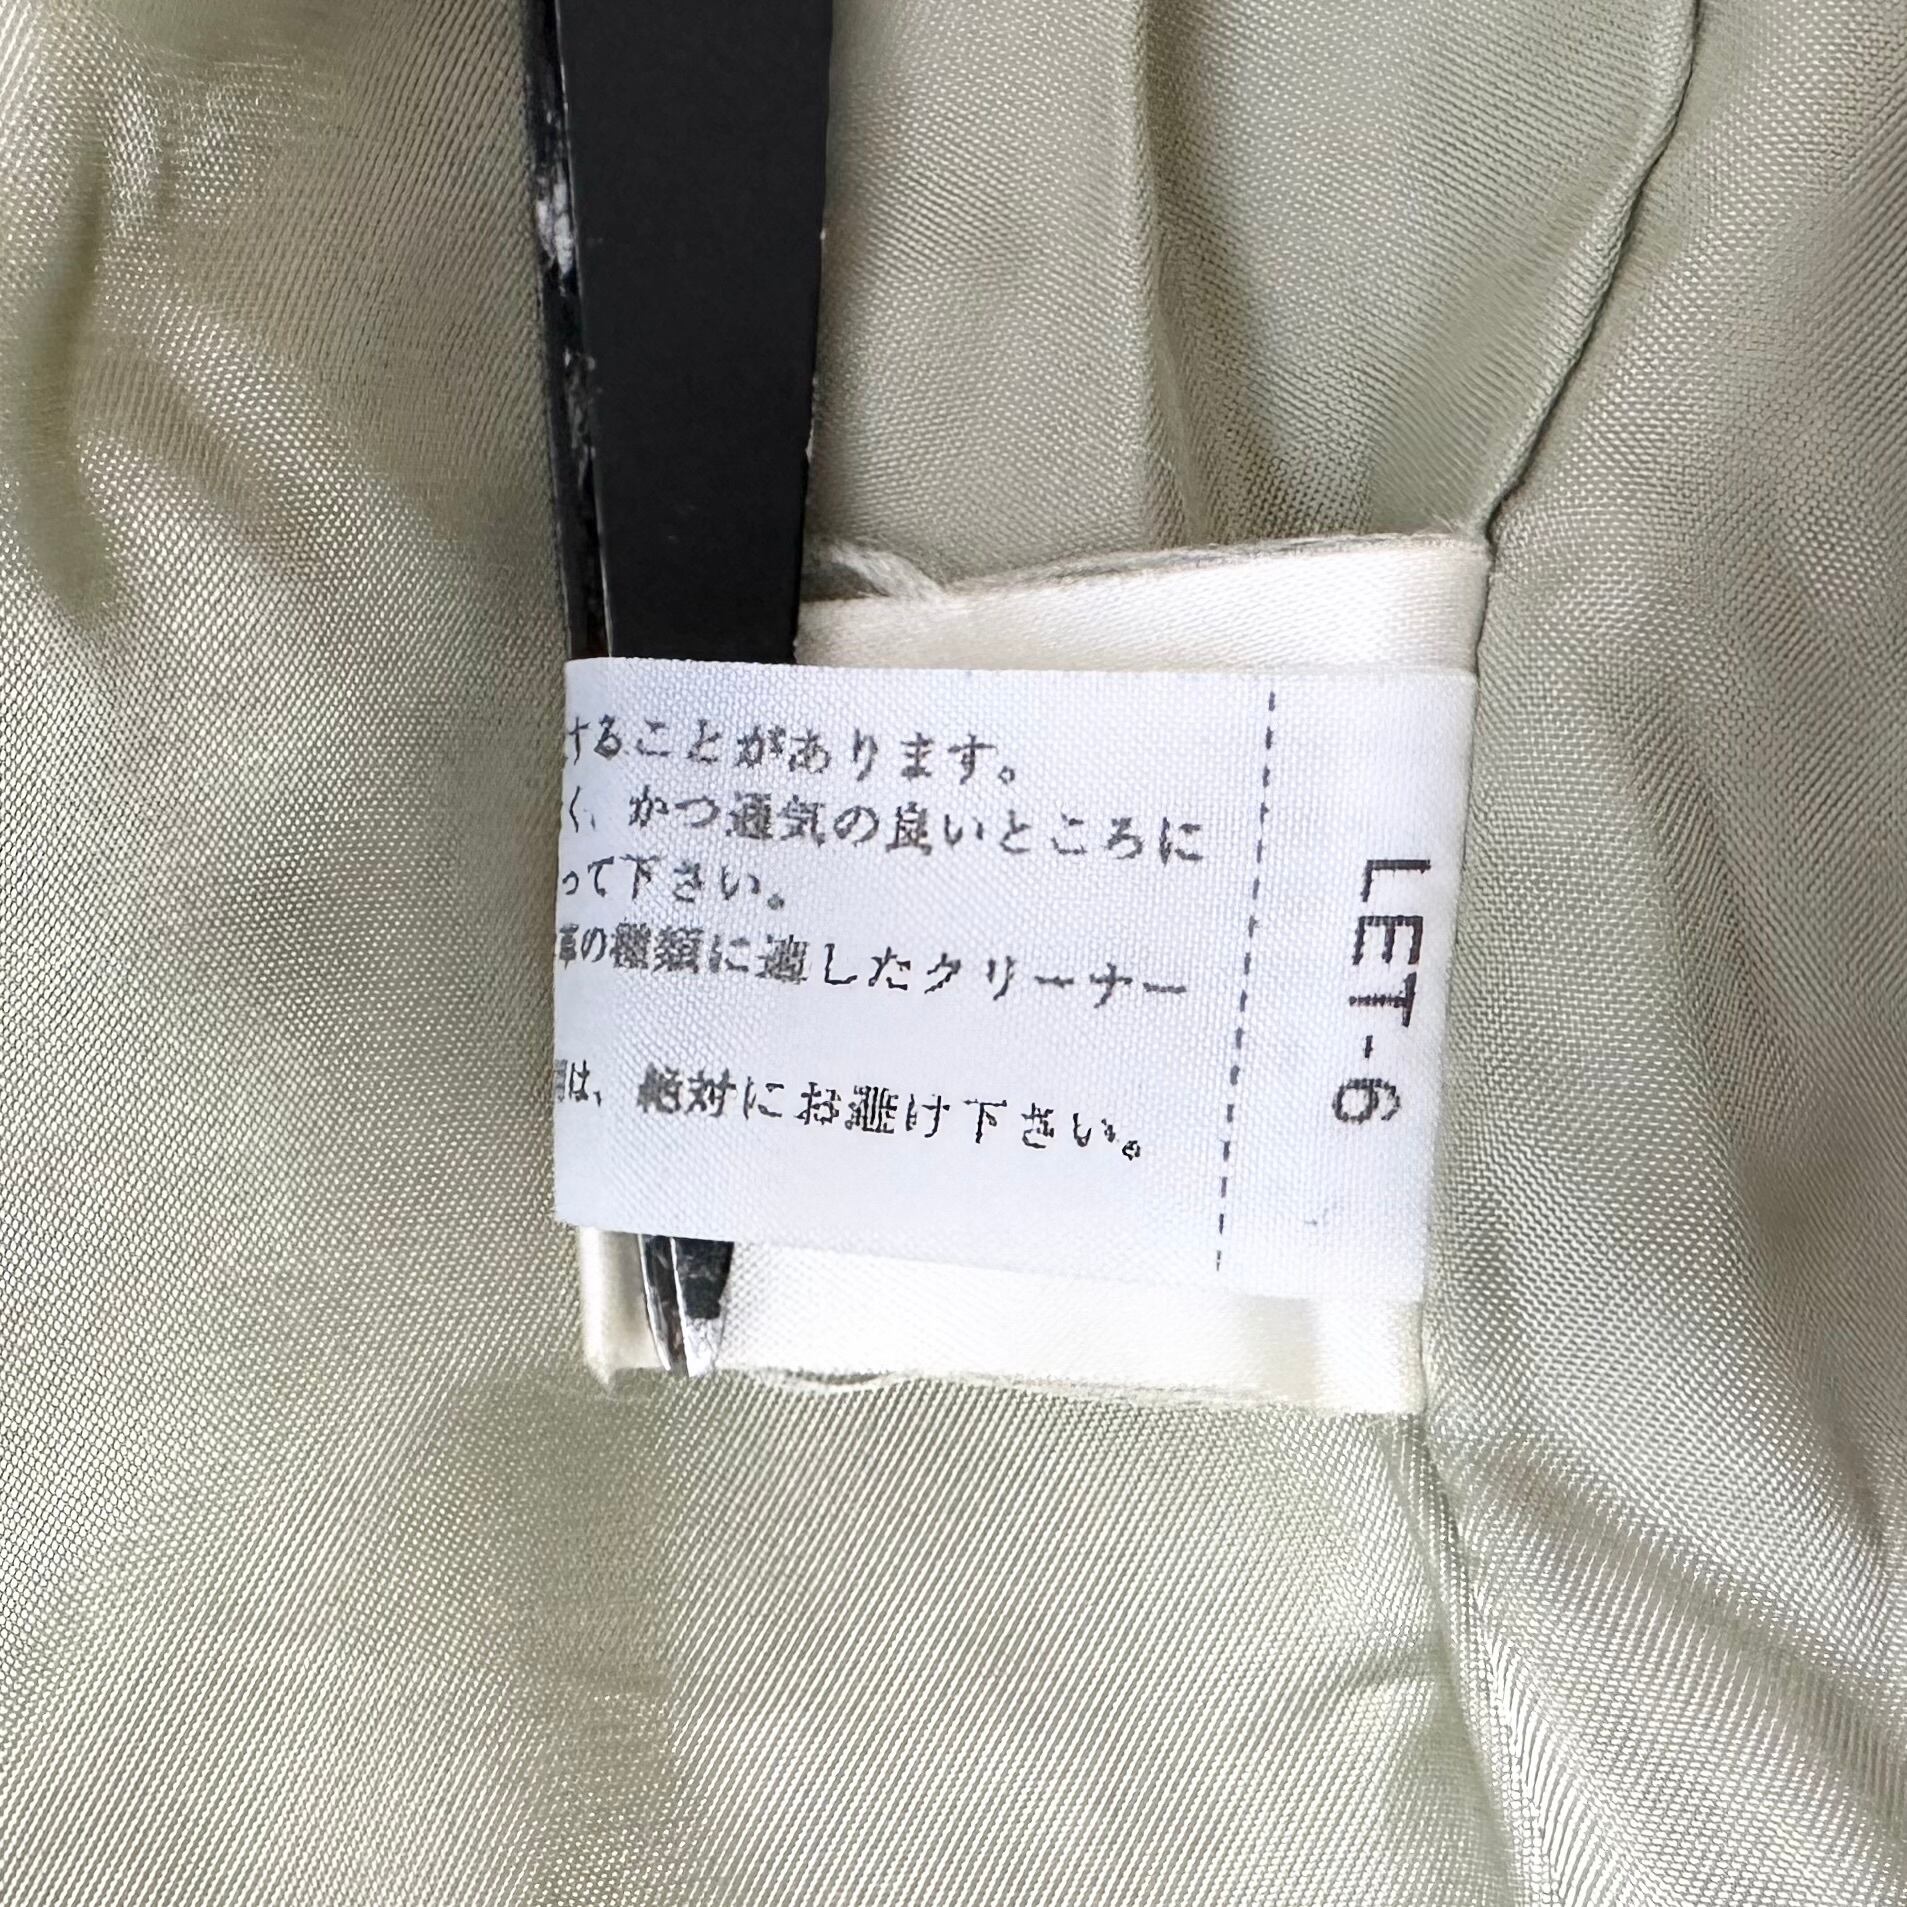 することがあります。
く、かつ通気の良いところに
って下さい。
革の種類に適したクリーナー
は、絶対にお避け下さい。
LET-6